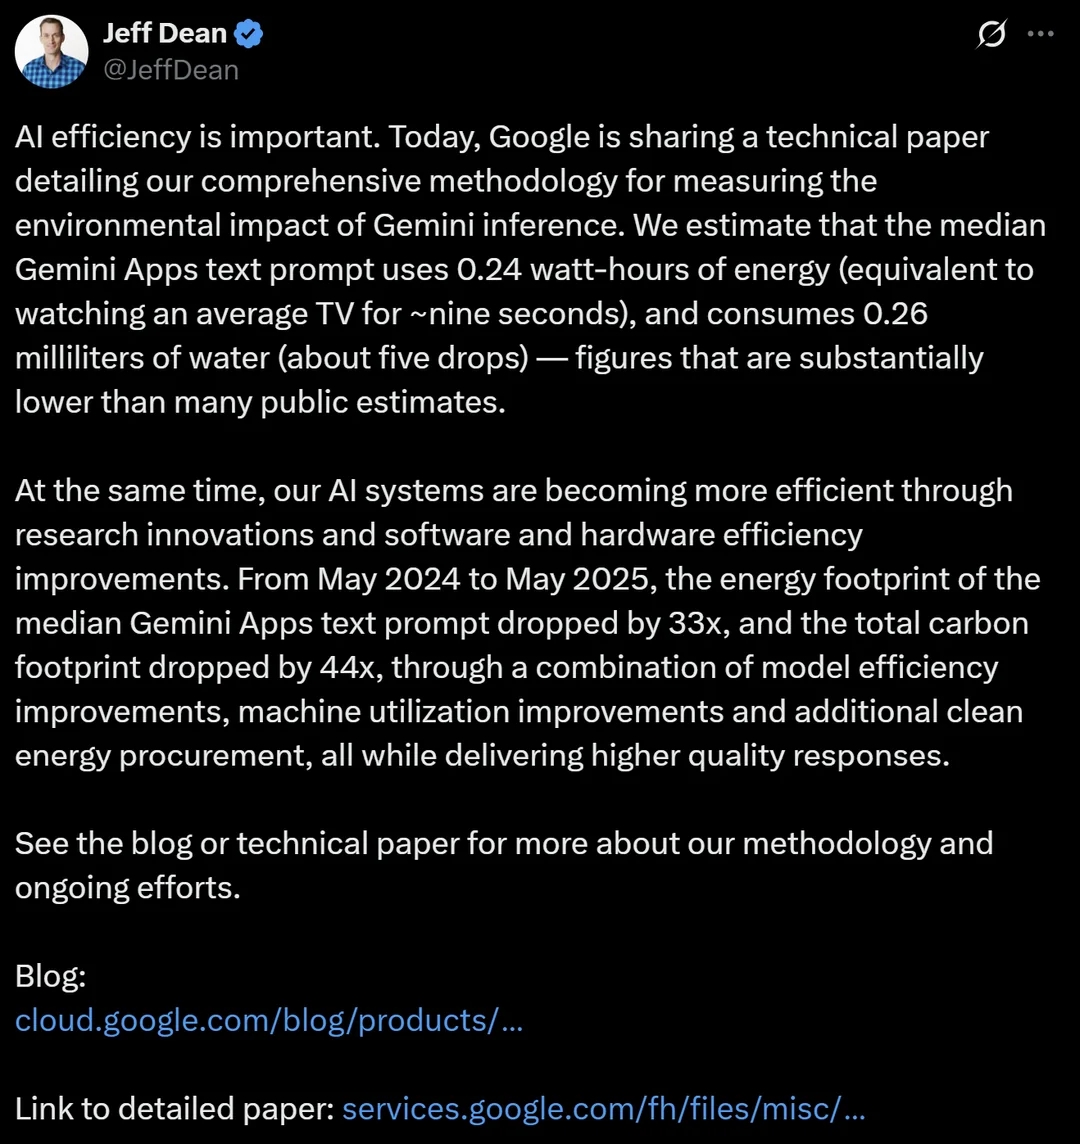 Jeff Dean
@JeffDean
AI efficiency is important. Today, Google is sharing a technical paper
detailing our comprehensive methodology for measuring the
environmental impact of Gemini inference. We estimate that the median
Gemini Apps text prompt uses 0.24 watt-hours of energy (equivalent to
watching an average TV for ~nine seconds), and consumes 0.26
milliliters of water (about five drops) — figures that are substantially
lower than many public estimates.
At the same time, our AI systems are becoming more efficient through
research innovations and software and hardware efficiency
improvements. From May 2024 to May 2025, the energy footprint of the
median Gemini Apps text prompt dropped by 33x, and the total carbon
footprint dropped by 44x, through a combination of model efficiency
improvements, machine utilization improvements and additional clean
energy procurement, all while delivering higher quality responses.
See the blog or technical paper for more about our methodology and
ongoing efforts.
Blog:
cloud.google.com/blog/products/...
Link to detailed paper: services.google.com/fh/files/misc/...